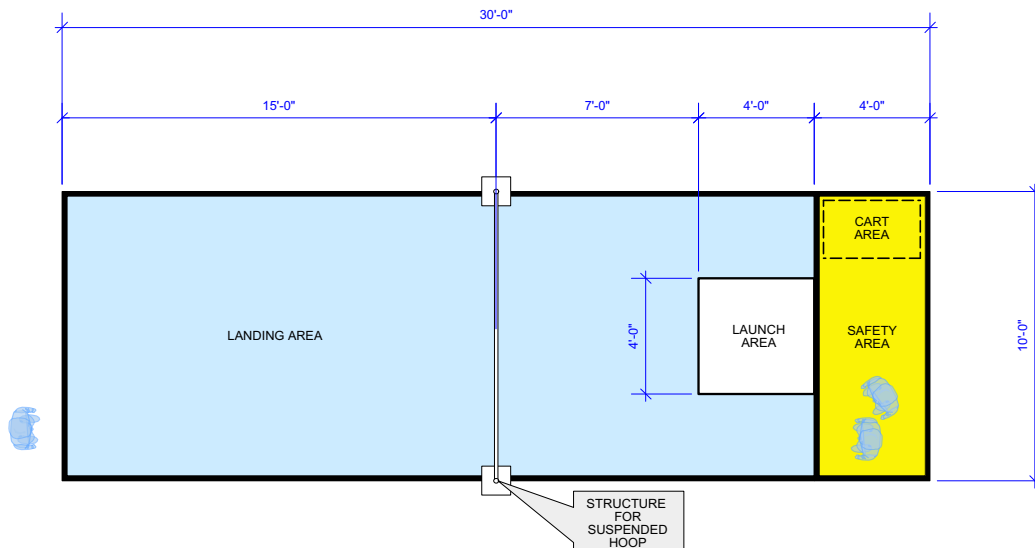 30'-0"
15'-0"
7'-0"
4'-0"
4'-0"
CART
AREA
LANDING AREA
4'-0"
LAUNCH
AREA
SAFETY
AREA
10'-0"
STRUCTURE
FOR
SUSPENDED
HOOP